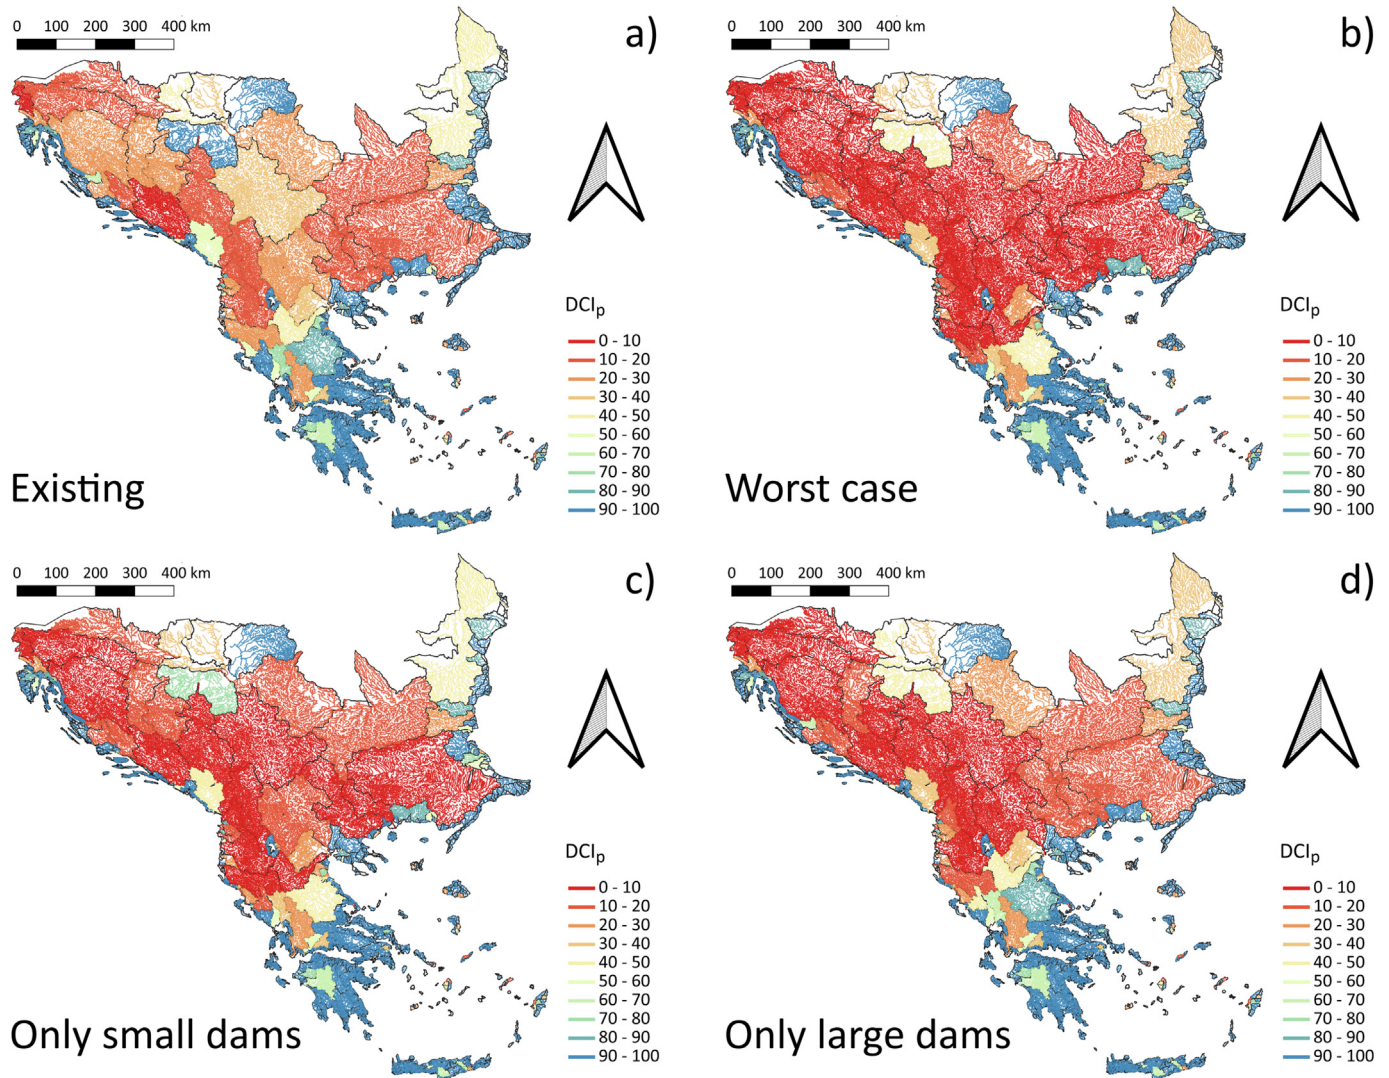 0 100 200 300 400 km
a)
DCIp
0 - 10
10 - 20
20 - 30
30 - 40
40 - 50
50 - 60
60 - 70
70 - 80
80 - 90
90 - 100
Existing
0 100 200 300 400 km
b)
DCIp
0 - 10
10 - 20
20 - 30
30 - 40
40 - 50
50 - 60
60 - 70
70 - 80
80 - 90
90 - 100
Worst case
0 100 200 300 400 km
c)
DCIp
0 - 10
10 - 20
20 - 30
30 - 40
40 - 50
50 - 60
60 - 70
70 - 80
80 - 90
90 - 100
Only small dams
0 100 200 300 400 km
d)
DCIp
0 - 10
10 - 20
20 - 30
30 - 40
40 - 50
50 - 60
60 - 70
70 - 80
80 - 90
90 - 100
Only large dams